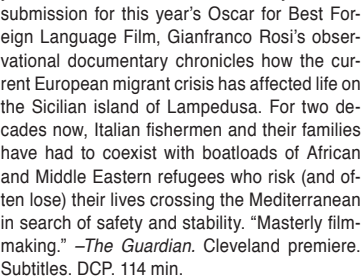 submission for this year’s Oscar for Best For-
eign Language Film, Gianfranco Rosi’s obser-
vational documentary chronicles how the cur-
rent European migrant crisis has affected life on
the Sicilian island of Lampedusa. For two de-
cades now, Italian fishermen and their families
have had to coexist with boatloads of African
and Middle Eastern refugees who risk (and of-
ten lose) their lives crossing the Mediterranean
in search of safety and stability. “Masterly film-
making.” –The Guardian. Cleveland premiere.
Subtitles. DCP. 114 min.